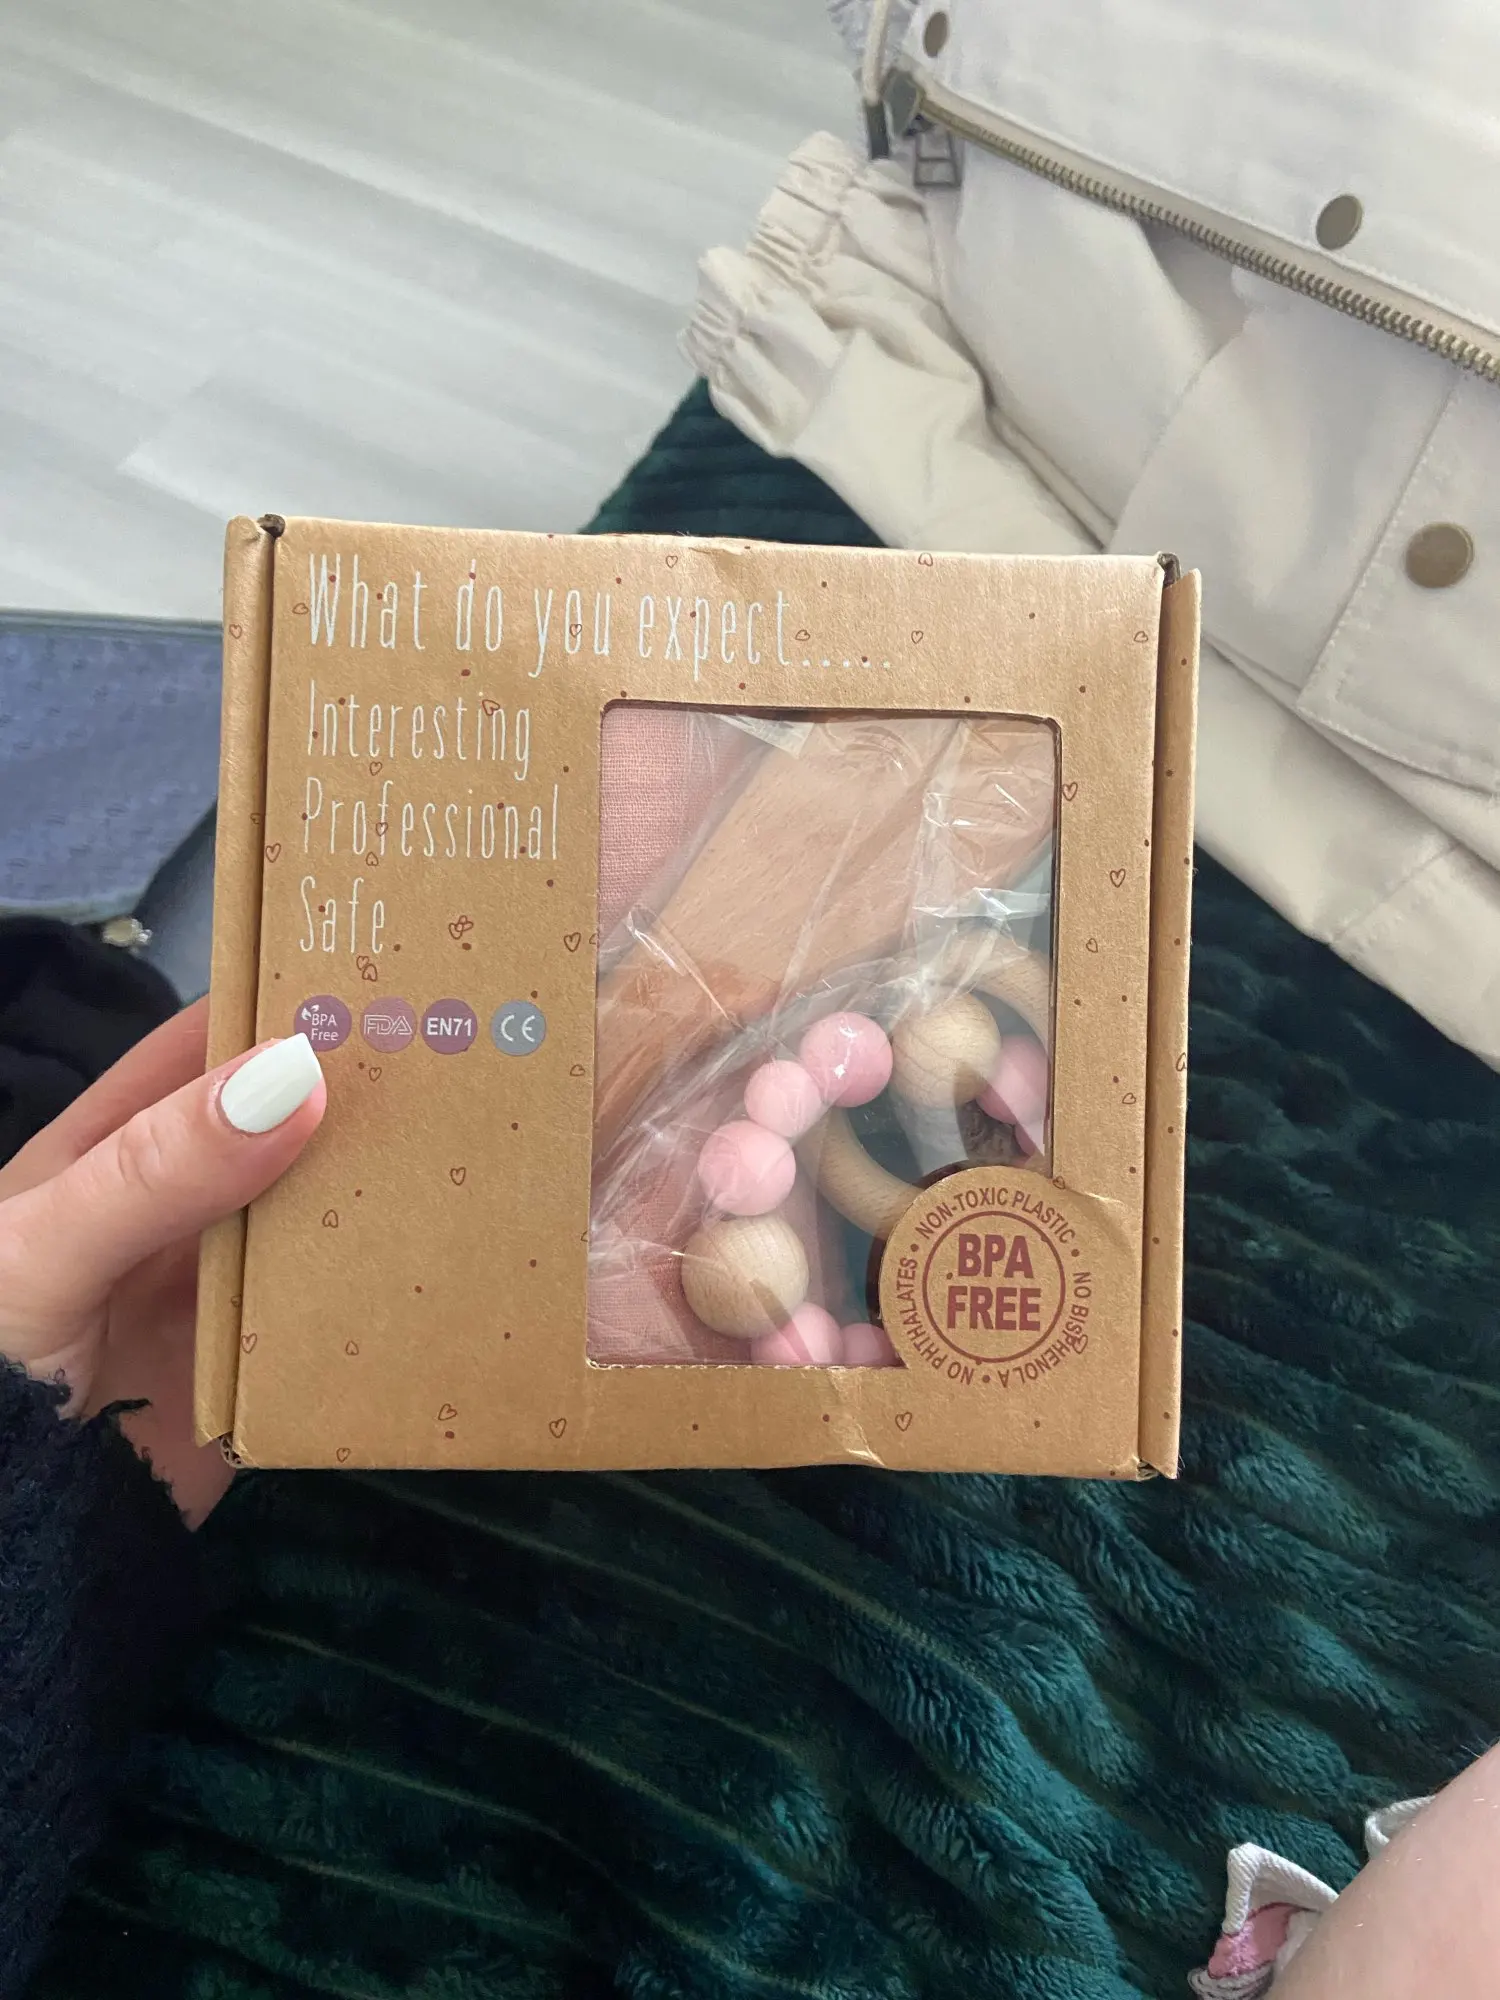 What do you expect.....
Interesting
Professional
Safe.
BPA
Free
FDA
EN71
CE
NON-TOXIC PLASTIC • NO BISPHENOL A • NO PHTHALATES •
BPA
FREE